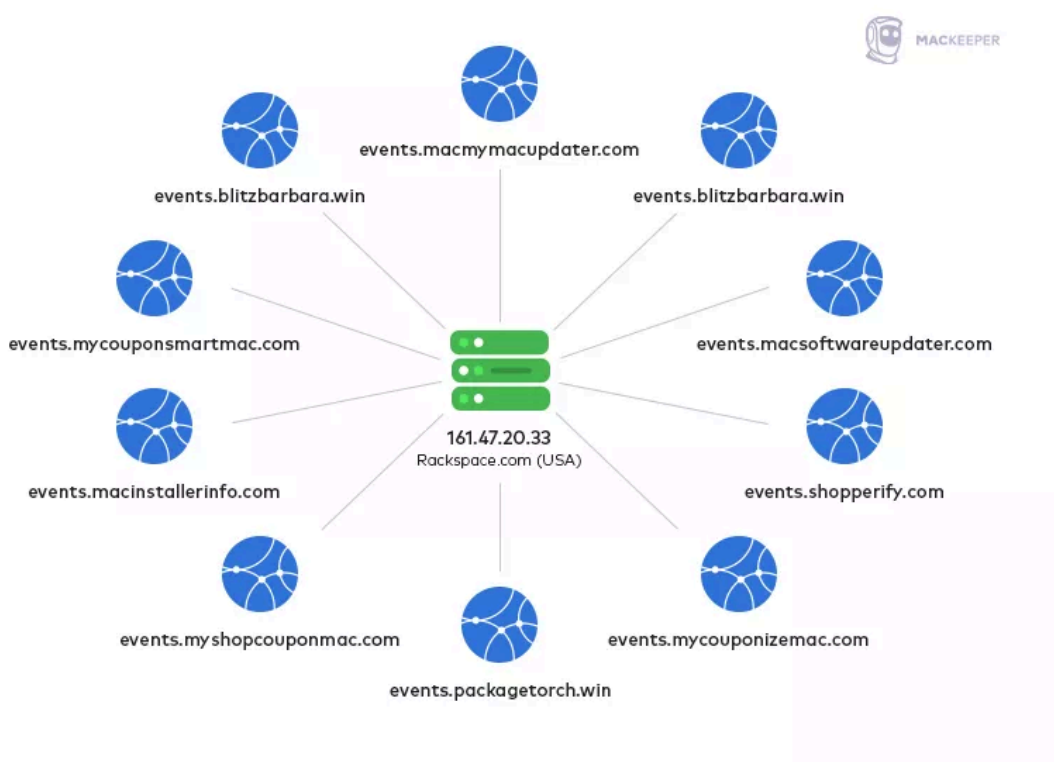 MACKEEPER
events.macmymacupdater.com
events.blitzbarbara.win
events.blitzbarbara.win
events.mycouponsmartmac.com
events.macsoftwareupdater.com
161.47.20.33
Rackspace.com (USA)
events.macinstallerinfo.com
events.shopperify.com
events.myshopcouponmac.com
events.mycouponizemac.com
events.packagetorch.win